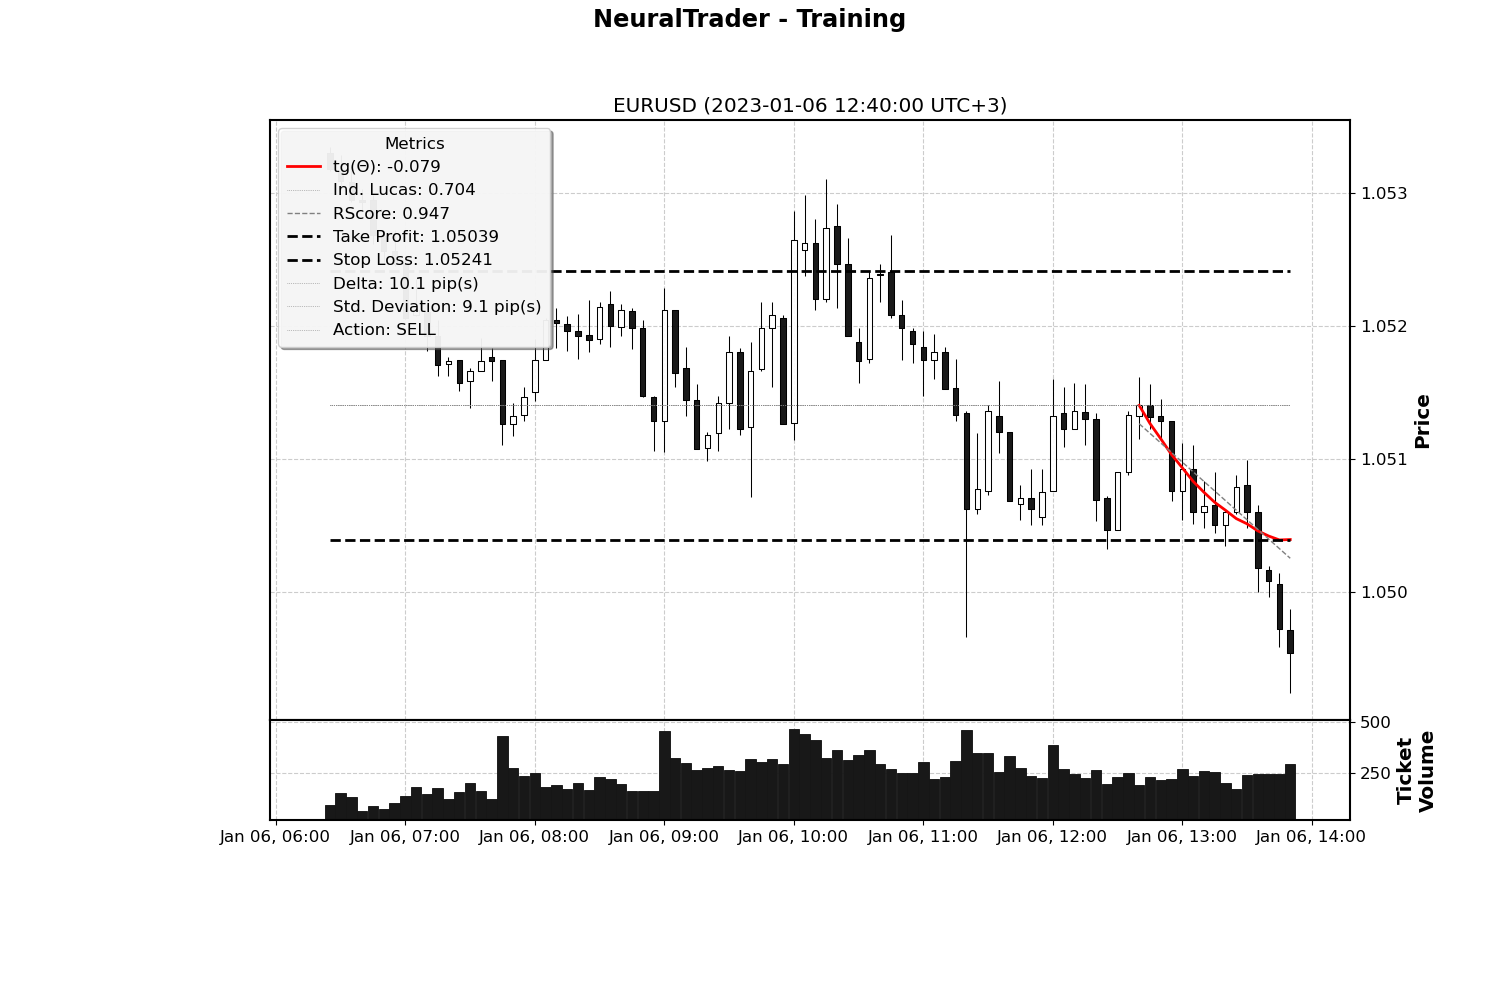 NeuralTrader - Training
EURUSD (2023-01-06 12:40:00 UTC+3)
Metrics
tg(Θ): -0.079
Ind. Lucas: 0.704
RScore: 0.947
Take Profit: 1.05039
Stop Loss: 1.05241
Delta: 10.1 pip(s)
Std. Deviation: 9.1 pip(s)
Action: SELL
1.053
1.052
1.051
1.050
Price
500
250
Ticket
Volume
Jan 06, 06:00
Jan 06, 07:00
Jan 06, 08:00
Jan 06, 09:00
Jan 06, 10:00
Jan 06, 11:00
Jan 06, 12:00
Jan 06, 13:00
Jan 06, 14:00